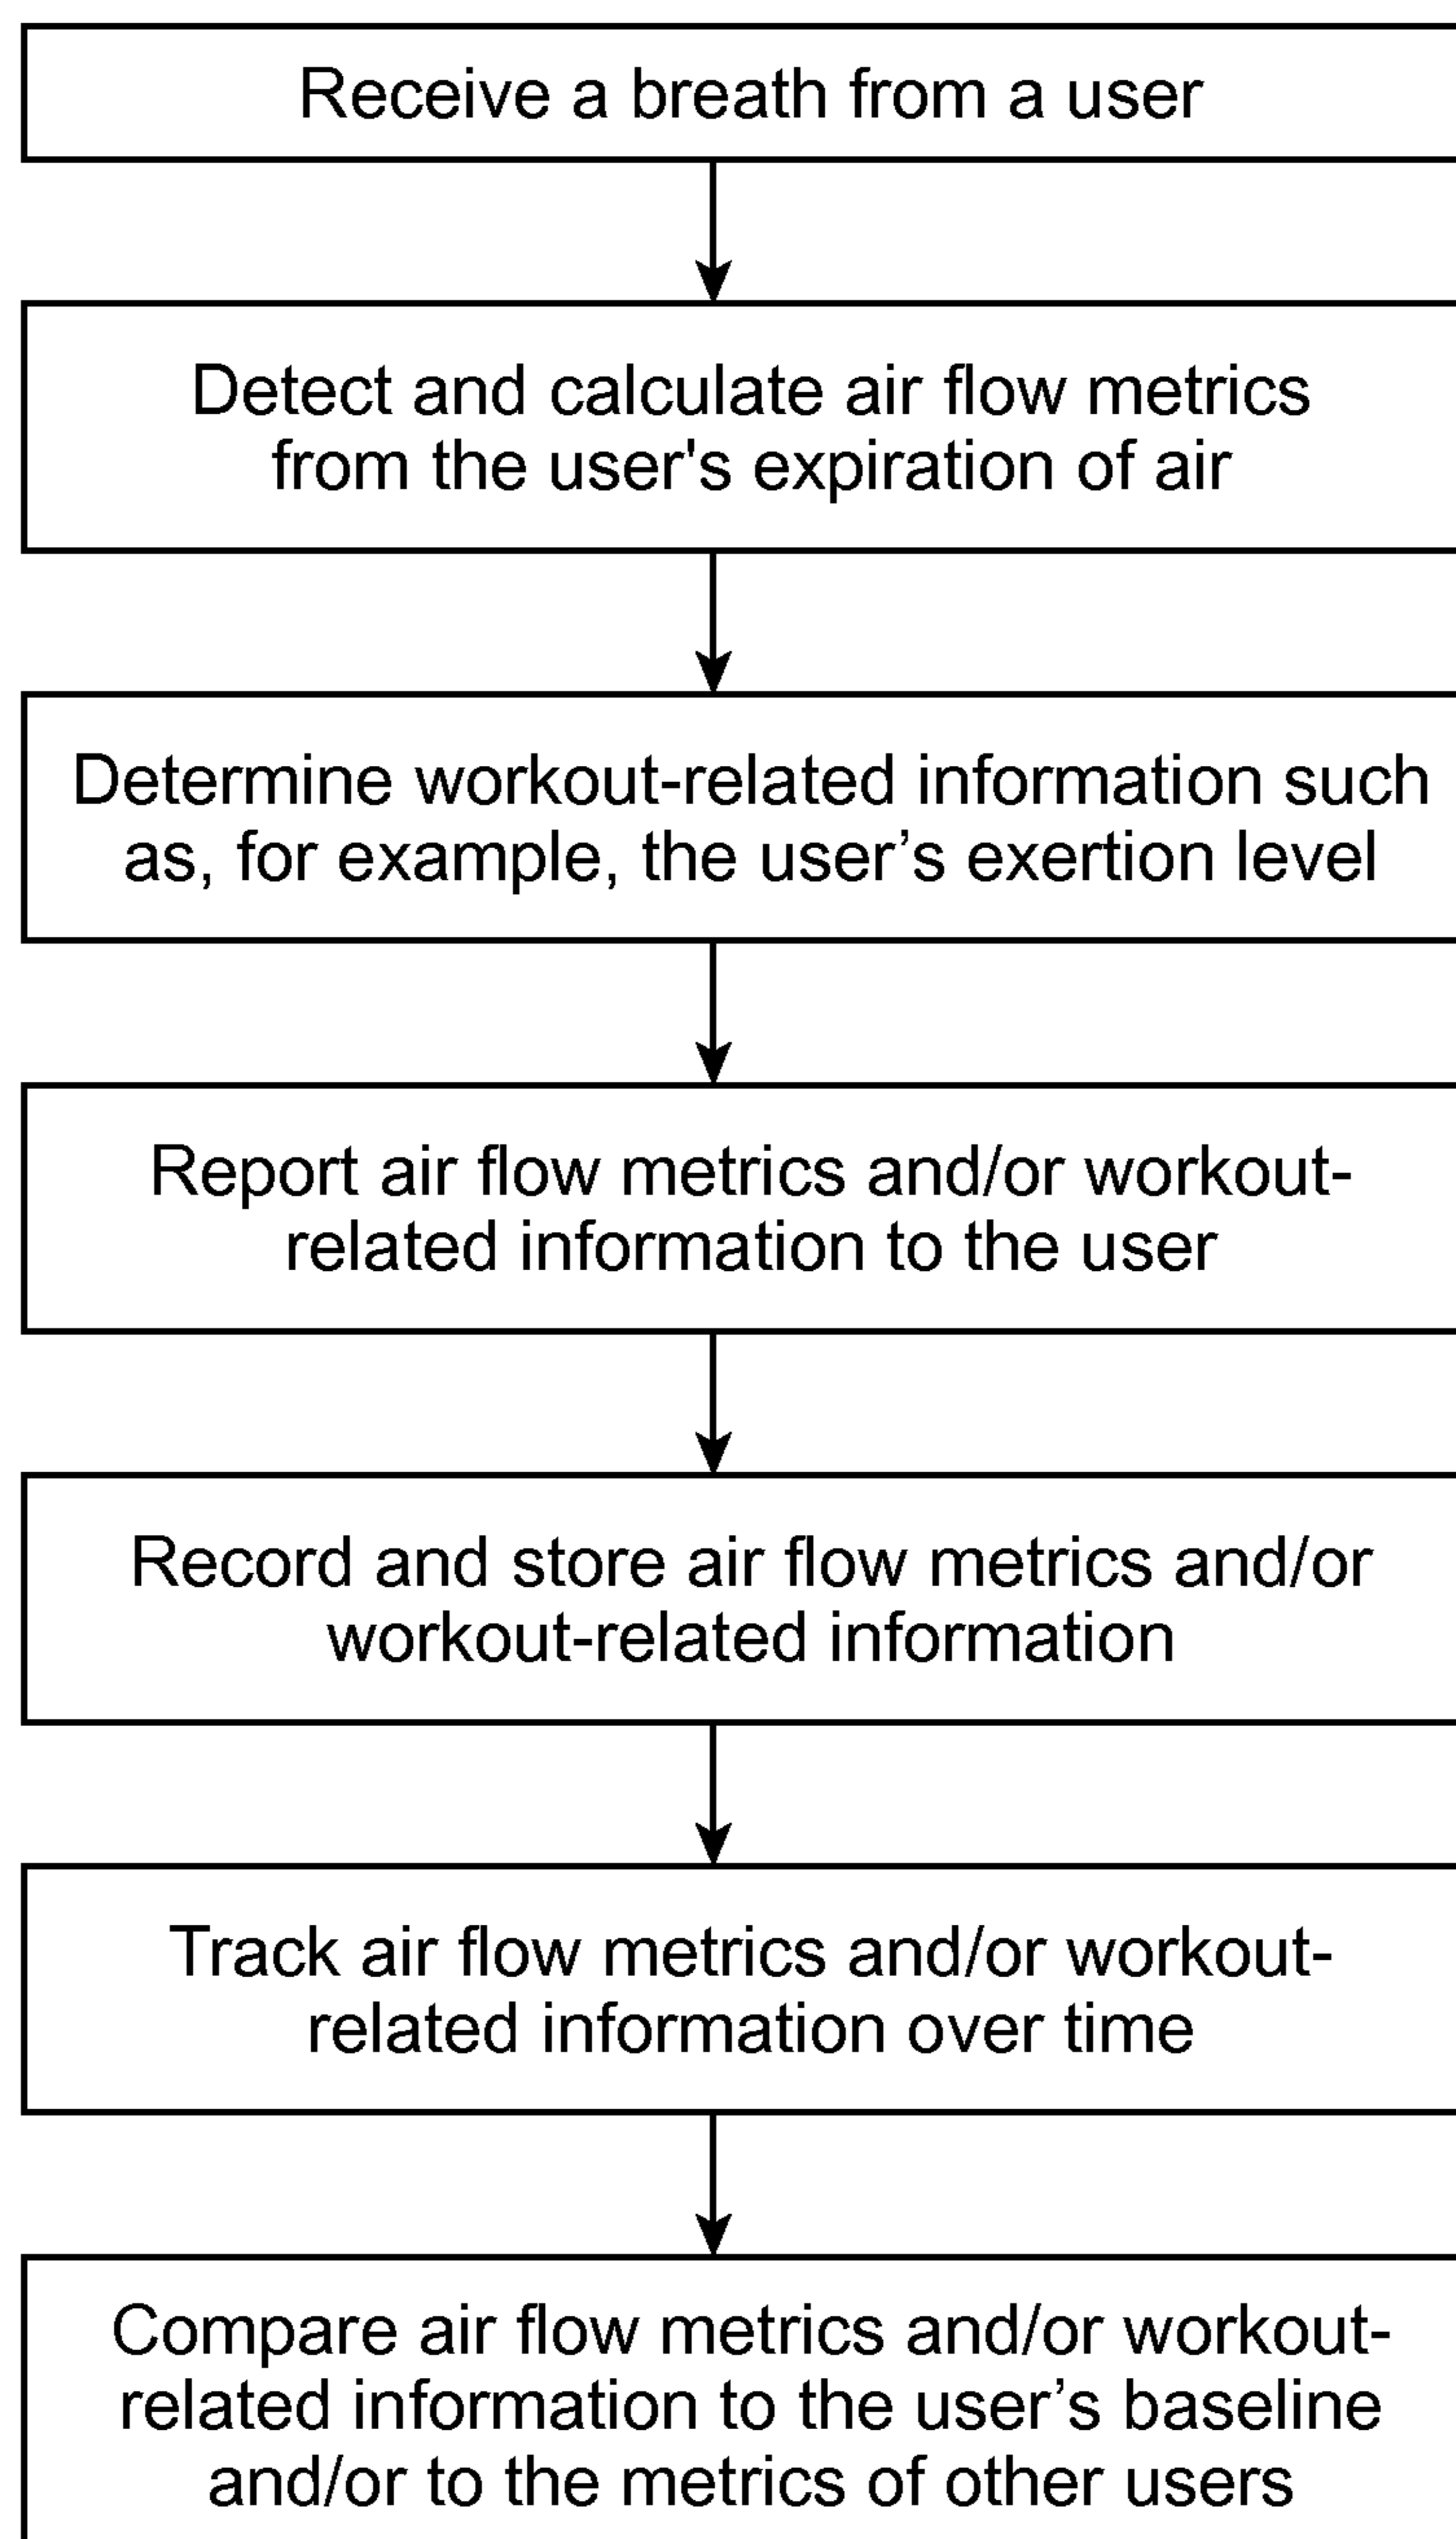 Receive a breath from a user
Detect and calculate air flow metrics
from the user's expiration of air
Determine workout-related information such
as, for example, the user’s exertion level
Report air flow metrics and/or workout-
related information to the user
Record and store air flow metrics and/or
workout-related information
Track air flow metrics and/or workout-
related information over time
Compare air flow metrics and/or workout-
related information to the user’s baseline
and/or to the metrics of other users